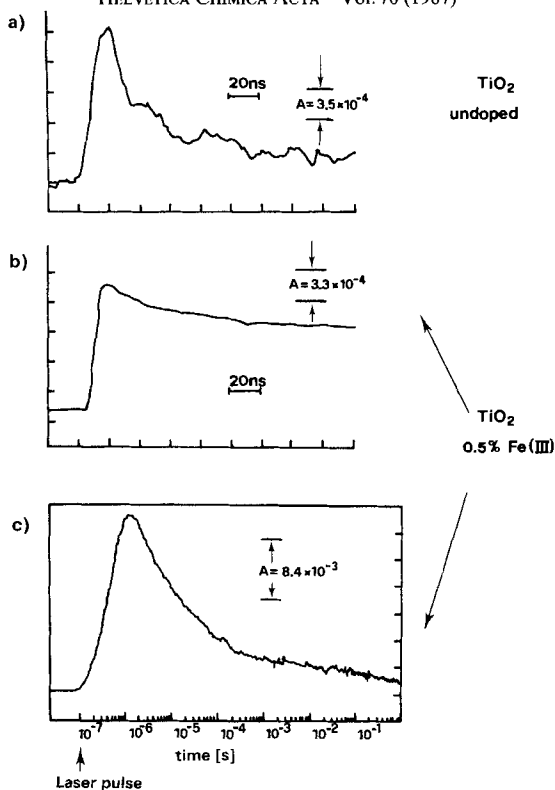 HELVETICA CHIMICA ACTA – Vol. 70 (1987)
a)
20ns
A = 3.5×10⁻⁴
TiO₂
undoped
b)
A = 3.3×10⁻⁴
20ns
TiO₂
0.5% Fe(III)
c)
A = 8.4×10⁻³
10⁻⁷ 10⁻⁶ 10⁻⁵ 10⁻⁴ 10⁻³ 10⁻² 10⁻¹
time [s]
Laser pulse